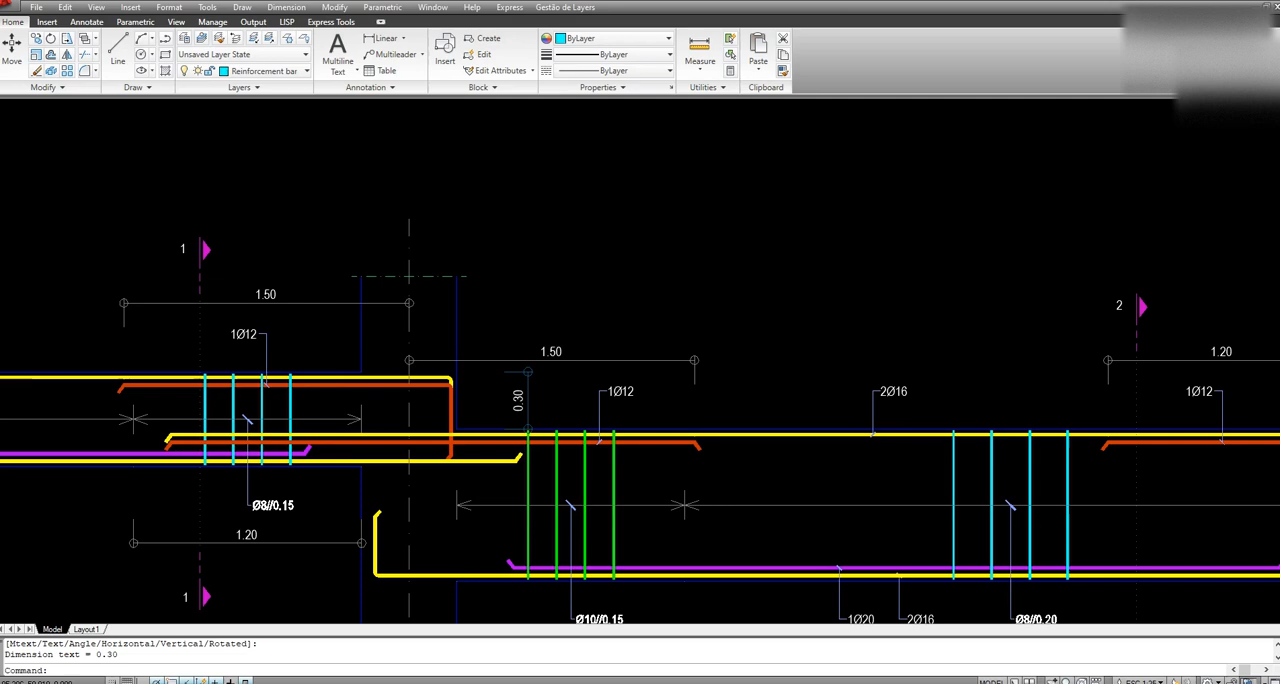 File Edit View Insert Format Tools Draw Dimension Modify Parametric Window Help Express Gestão de Layers
Home Insert Annotate Parametric View Manage Output LISP Express Tools
Move
Line
Unsaved Layer State
Reinforcement bar
Multiline
Text
Linear
Multileader
Table
Insert
Create
Edit
Edit Attributes
ByLayer
ByLayer
ByLayer
Measure
Paste
Modify
Draw
Layers
Annotation
Block
Properties
Utilities
Clipboard
1
1.50
2
1Ø12
1.50
1.20
0.30
1Ø12
2Ø16
1Ø12
Ø8//0.15
1.20
1
Ø10//0.15
1Ø20
2Ø16
Ø8//0.20
Model Layout1
[Mtext/Text/Angle/Horizontal/Vertical/Rotated]:
Dimension text = 0.30
Command:
MODEL